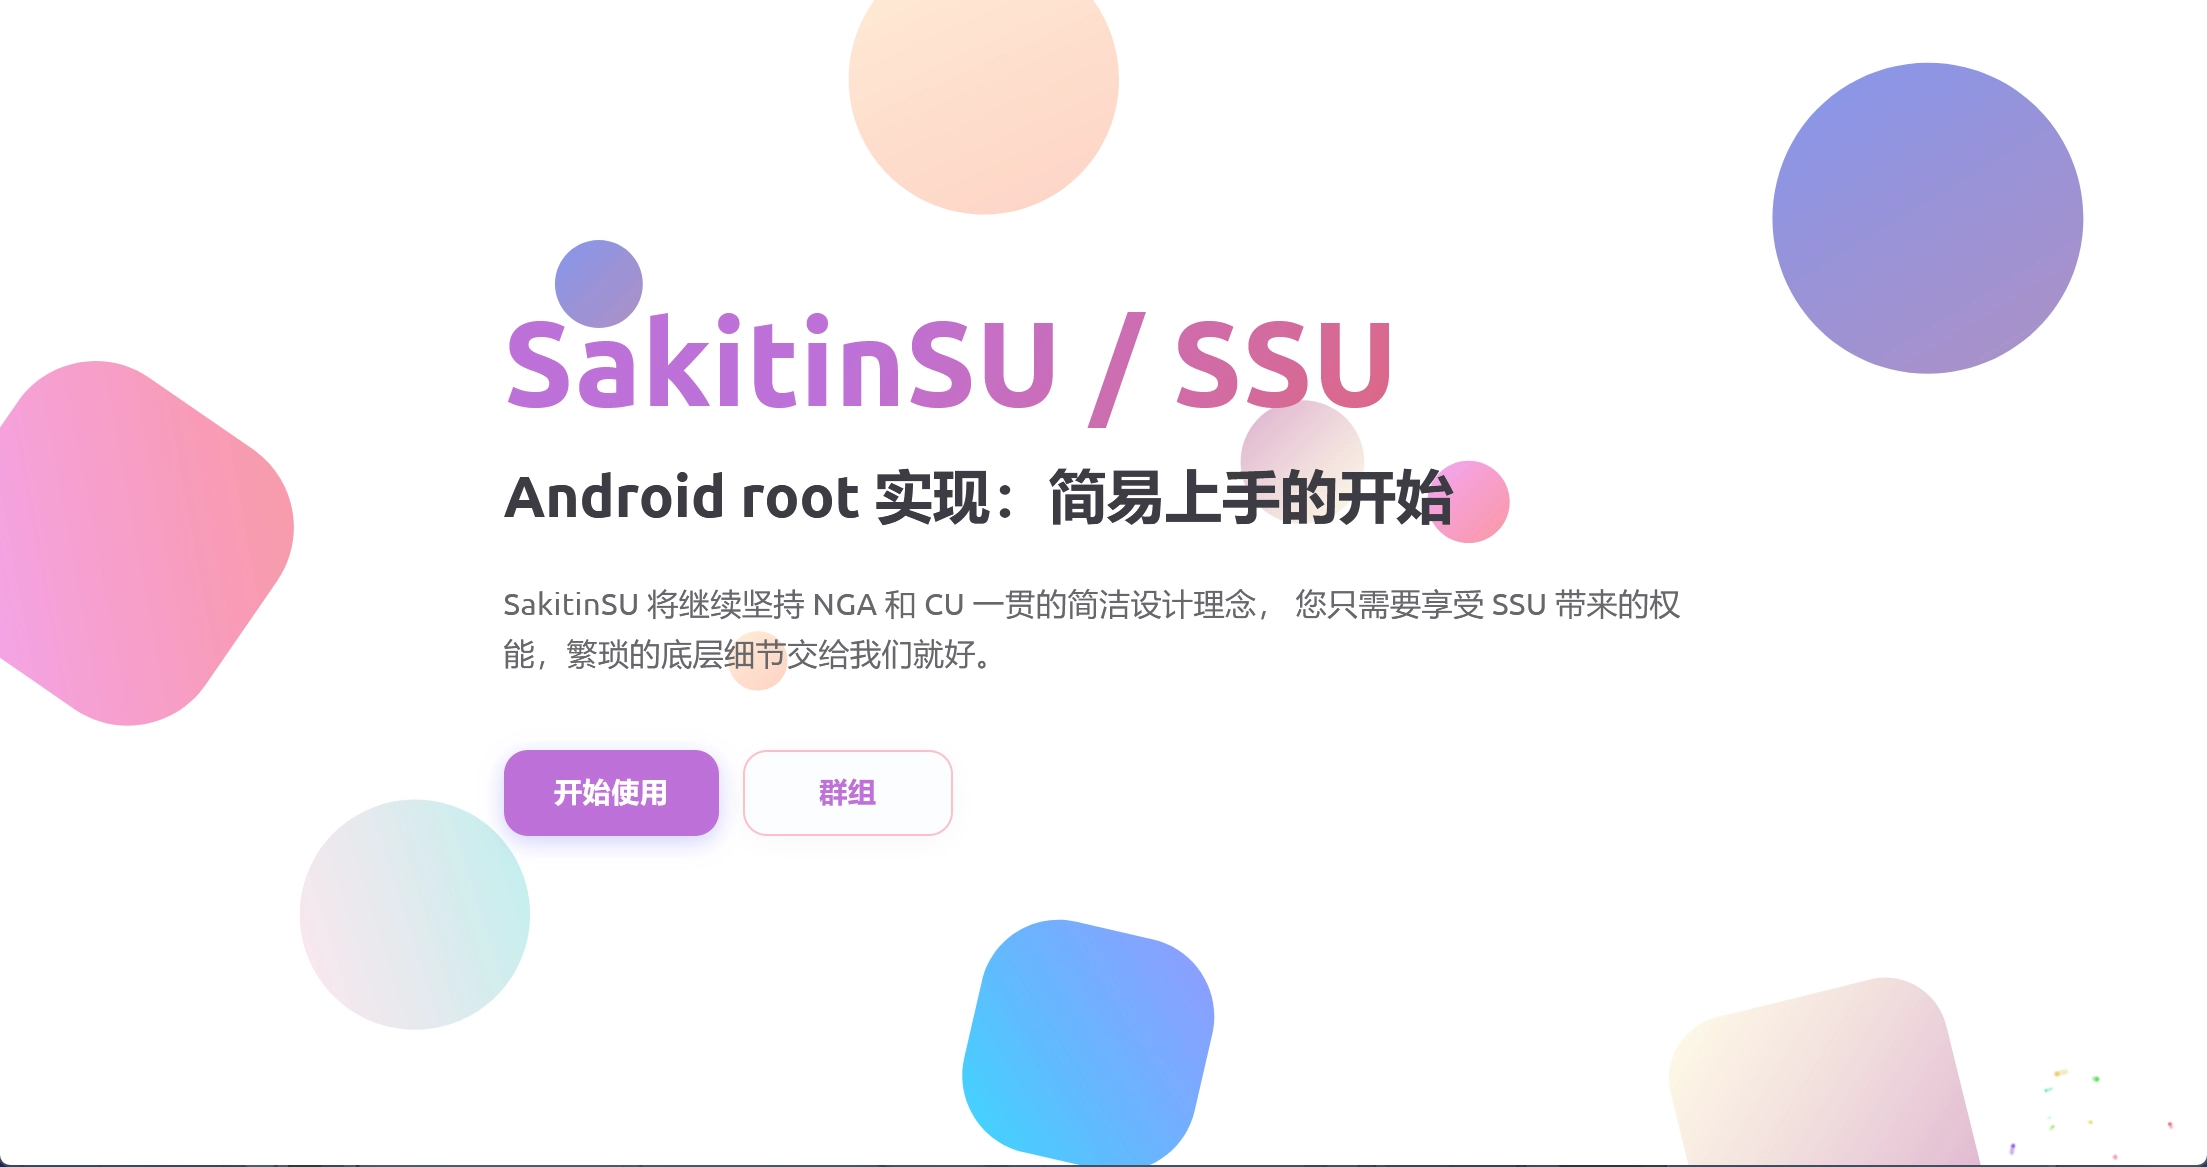 SakitinSU / SSU
Android root 实现：简易上手的开始
SakitinSU 将继续坚持 NGA 和 CU 一贯的简洁设计理念， 您只需要享受 SSU 带来的权
能，繁琐的底层细节交给我们就好。
开始使用 群组